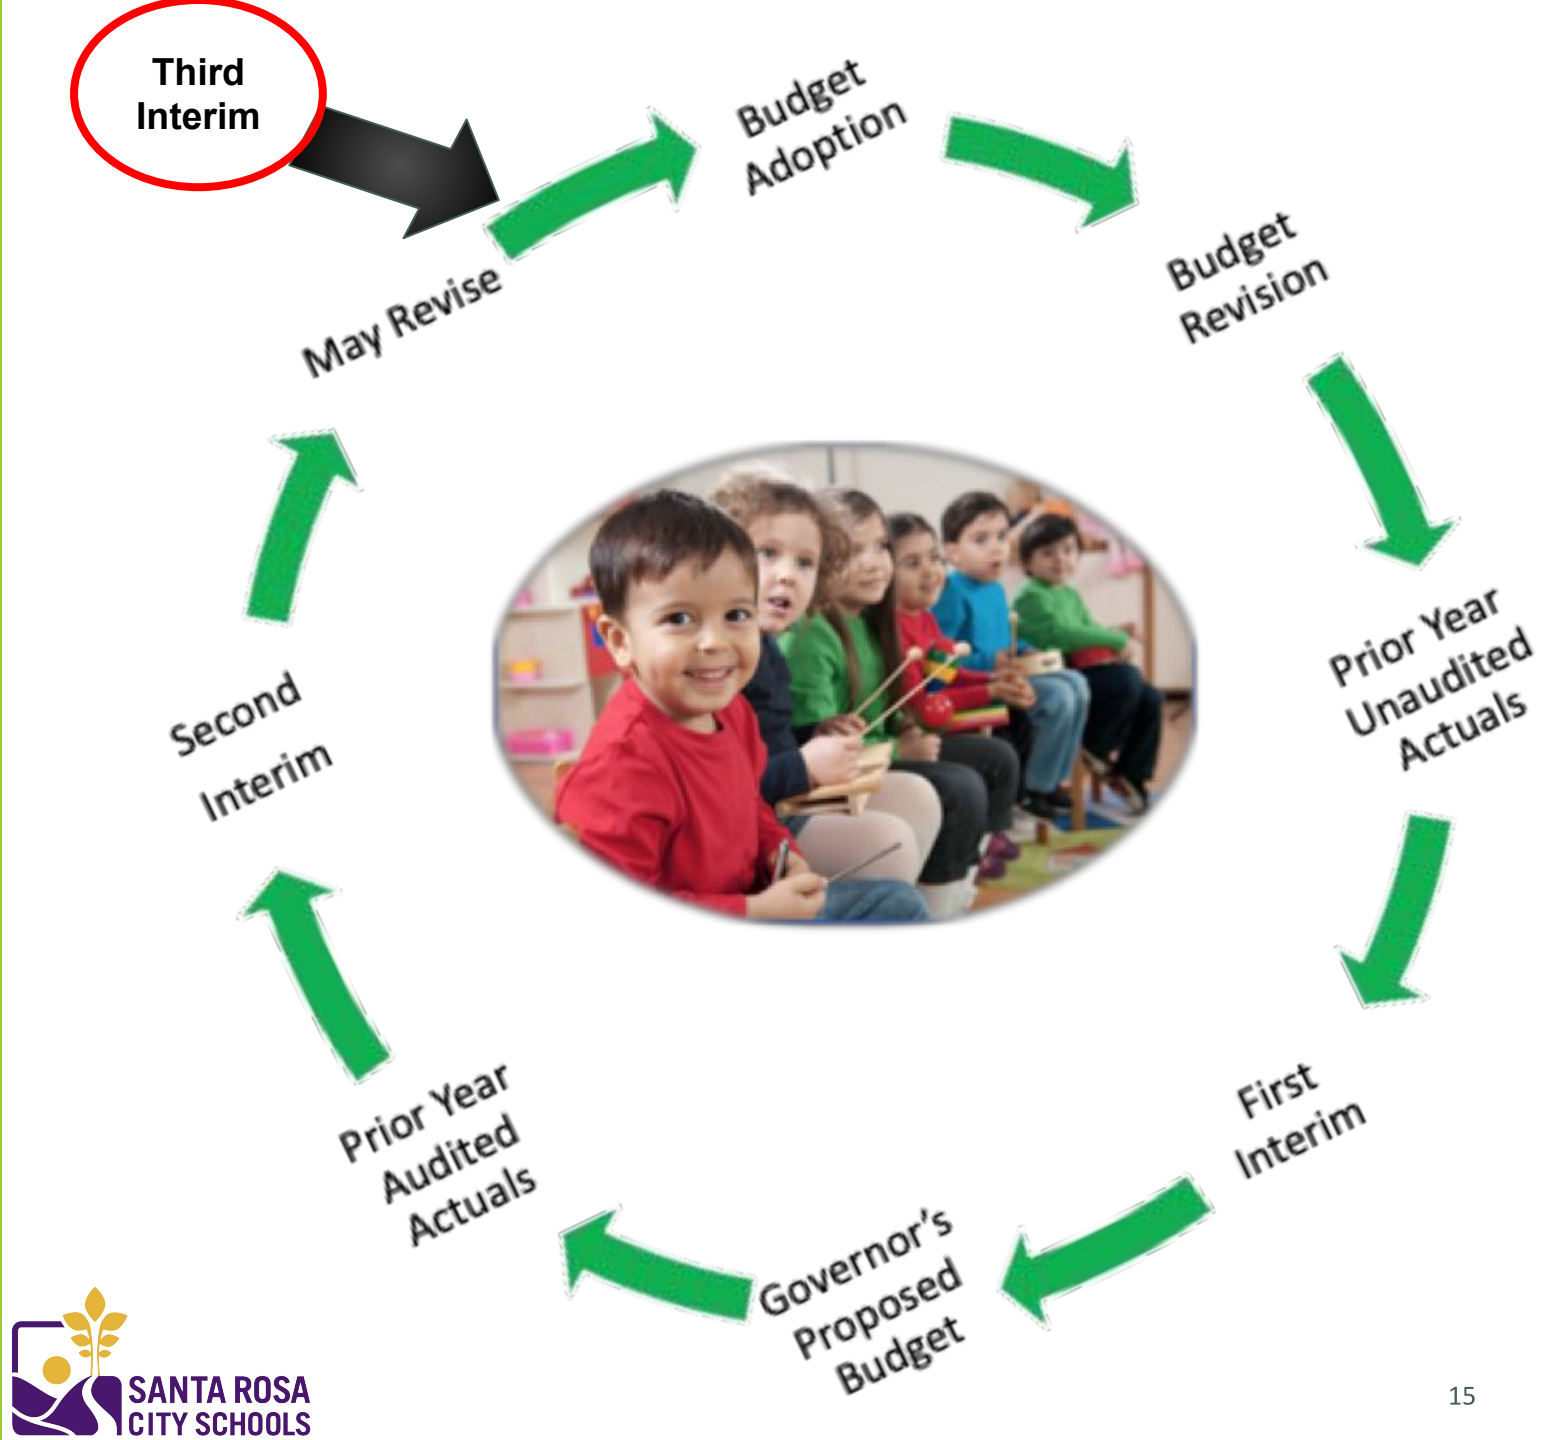 Third
Interim
Budget
Adoption
Budget
Revision
Prior Year
Unaudited
Actuals
First
Interim
Governor's
Proposed
Budget
Prior Year
Audited
Actuals
Second
Interim
May Revise
SANTA ROSA
CITY SCHOOLS
15